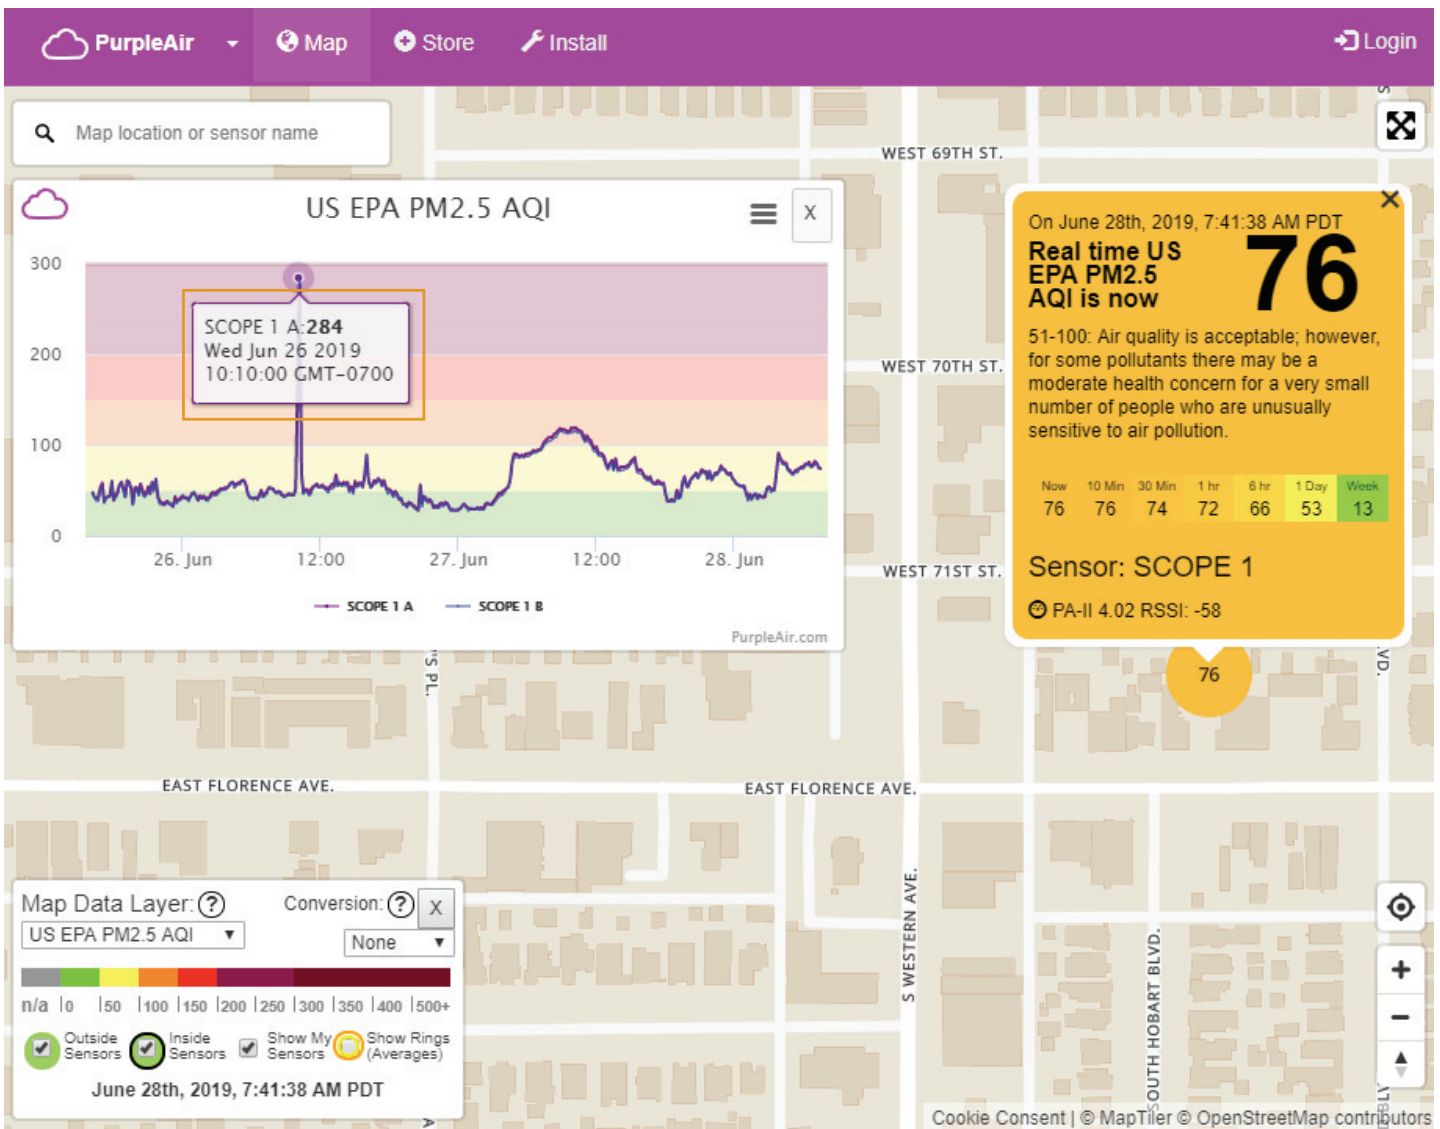 PurpleAir
Map
Store
Install
Login
Map location or sensor name
WEST 69TH ST.
US EPA PM2.5 AQI
X
300
200
100
0
SCOPE 1 A:284
Wed Jun 26 2019
10:10:00 GMT-0700
26. Jun
12:00
27. Jun
12:00
28. Jun
SCOPE 1 A
SCOPE 1 B
PurpleAir.com
WEST 70TH ST.
WEST 71ST ST.
On June 28th, 2019, 7:41:38 AM PDT
Real time US
EPA PM2.5
AQI is now
76
51-100: Air quality is acceptable; however,
for some pollutants there may be a
moderate health concern for a very small
number of people who are unusually
sensitive to air pollution.
Now 10 Min 30 Min 1 hr 6 hr 1 Day Week
76 76 74 72 66 53 13
Sensor: SCOPE 1
PA-II 4.02 RSSI: -58
76
'S PL.
VD.
EAST FLORENCE AVE.
EAST FLORENCE AVE.
S WESTERN AVE.
SOUTH HOBART BLVD.
Map Data Layer: ?
Conversion: ?
X
US EPA PM2.5 AQI
None
n/a |0 |50 |100 |150 |200 |250 |300 |350 |400 |500+
Outside
Sensors
Inside
Sensors
Show My
Sensors
Show Rings
(Averages)
June 28th, 2019, 7:41:38 AM PDT
+
−
Cookie Consent | © MapTiler © OpenStreetMap contributors